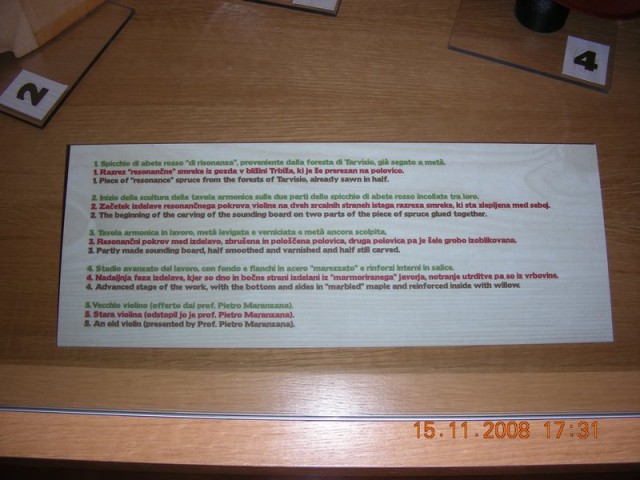 2
4
1. Spicchio di abete rosso "di risonanza", proveniente dalla foresta di Tarvisio, già segato a metà.
1. Razrez "resonančne" smreke iz gozda v bližini Trbiža, ki je že prerezan na polovico.
1. Piece of "resonance" spruce from the forests of Tarvisio, already sawn in half.
2. Inizio della scultura della tavola armonica sulle due parti dello spicchio di abete rosso incollate tra loro.
2. Začetek izdelave resonančnega pokrova violine na dveh zrcalnih straneh istega razreza smreke, ki sta zlepljena med seboj.
2. The beginning of the carving of the sounding board on two parts of the piece of spruce glued together.
3. Tavola armonica in lavoro, metà levigata e verniciata e metà ancora scolpita.
3. Resonančni pokrov med izdelavo, zbrušena in pološčena polovica, druga polovica pa je šele grobo izoblikovana.
3. Partly made sounding board, half smoothed and varnished and half still carved.
4. Stadio avanzato del lavoro, con fondo e fianchi in acero "marezzato" e rinforzi interni in salice.
4. Nadaljnja faza izdelave, kjer so dno in bočne strani izdelani iz "marmoriranega" javorja, notranje utrditve pa so iz vrbovine.
4. Advanced stage of the work, with the bottom and sides in "marbled" maple and reinforced inside with willow.
5. Vecchio violino (offerto dal prof. Pietro Maranzana).
5. Stara violina (odstopil jo je prof. Pietro Maranzana).
5. An old violin (presented by Prof. Pietro Maranzana).
15.11.2008 17:31